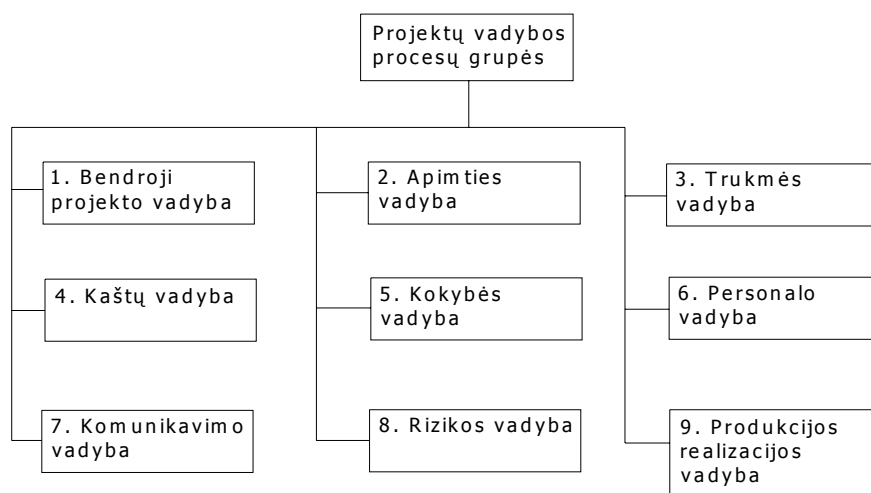 Projektų vadybos
procesų grupės
1. Bendroji
projekto vadyba
2. Apimties
vadyba
3. Trukmės
vadyba
4. Kaštų vadyba
5. Kokybės
vadyba
6. Personalo
vadyba
7. Komunikavimo
vadyba
8. Rizikos vadyba
9. Produkcijos
realizacijos
vadyba